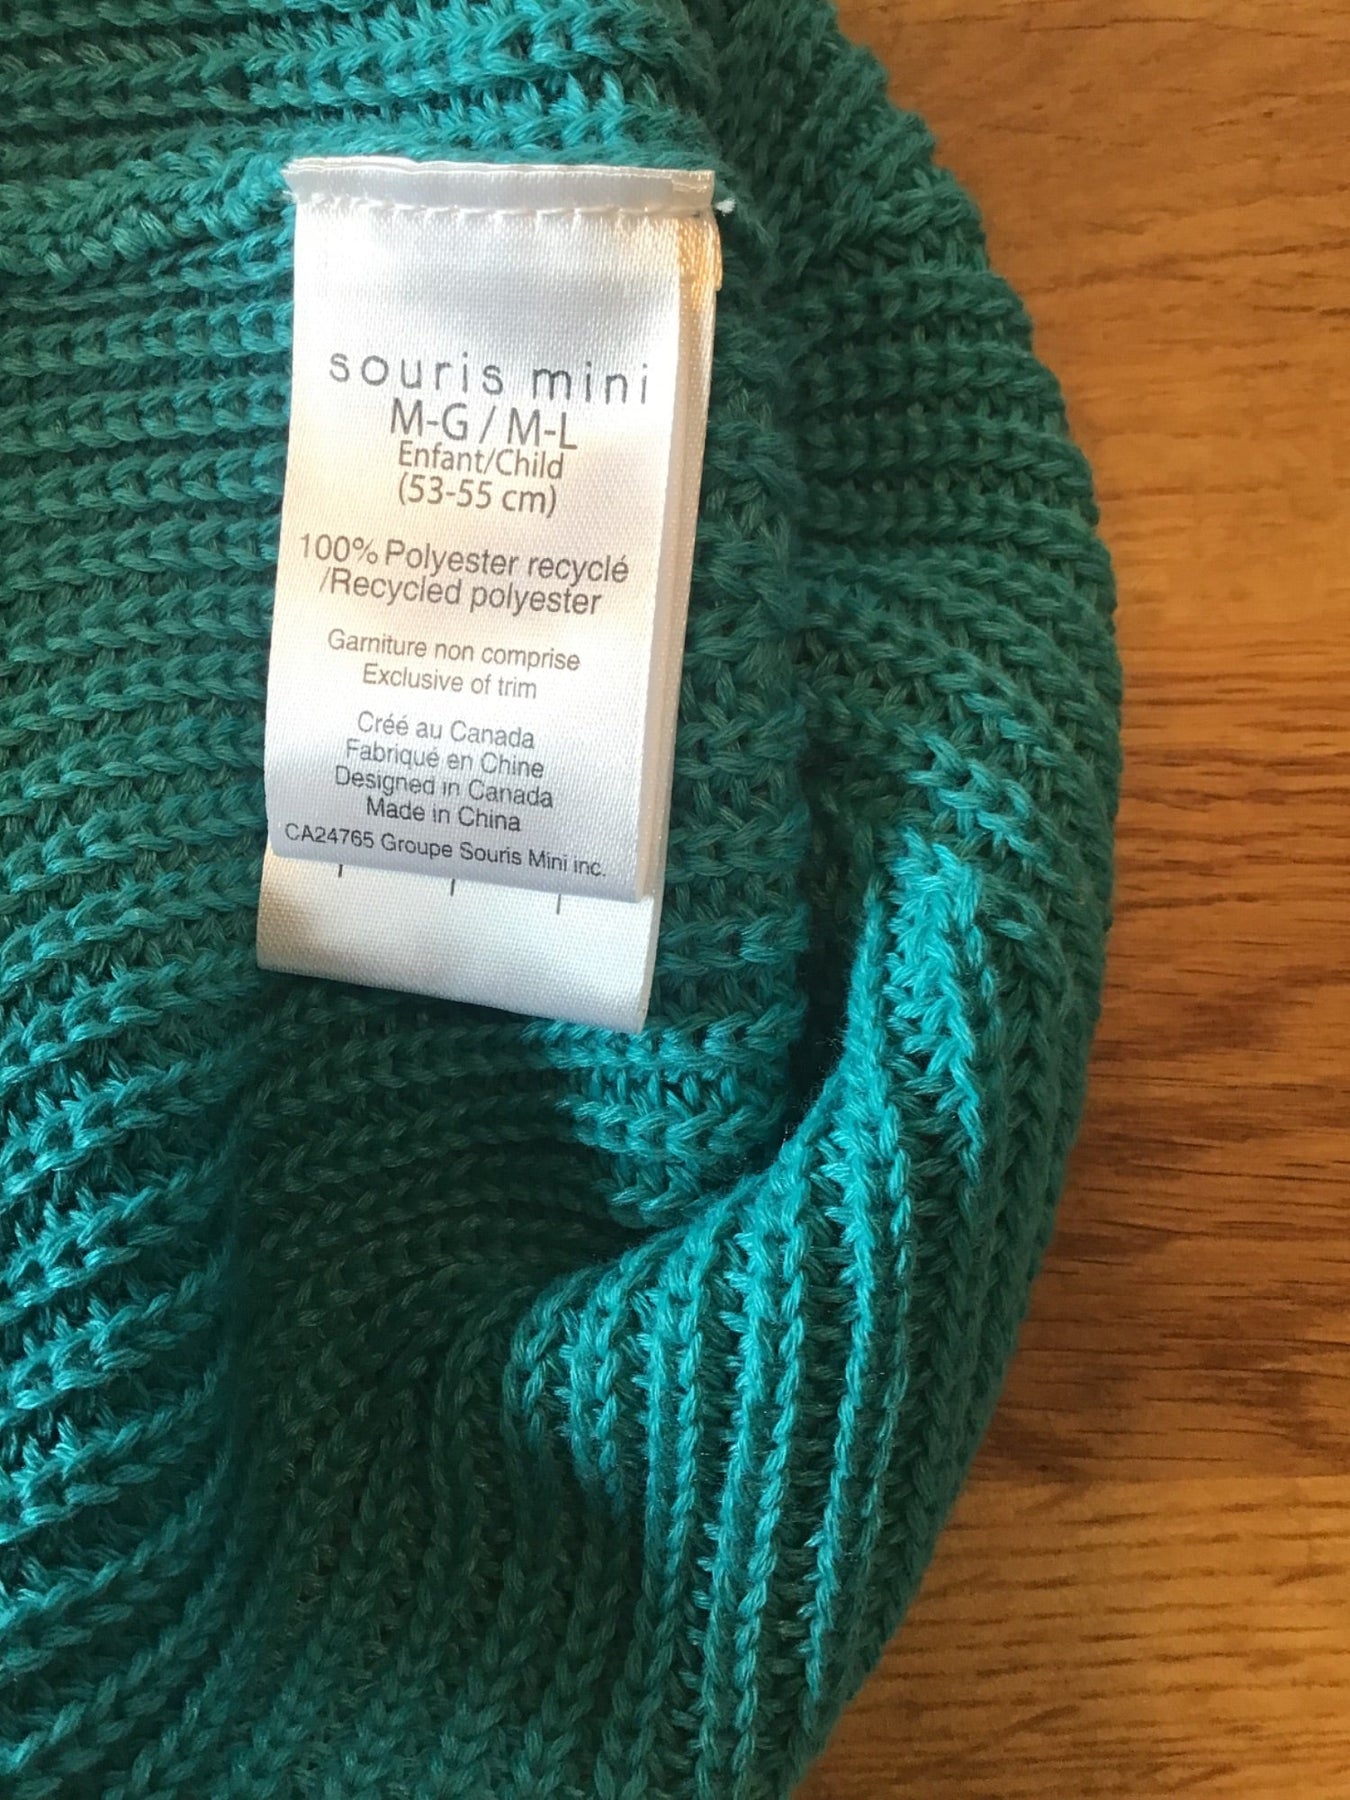 souris mini
M-G / M-L
Enfant/Child
(53-55 cm)
100% Polyester recyclé
/Recycled polyester
Garniture non comprise
Exclusive of trim
Créé au Canada
Fabriqué en Chine
Designed in Canada
Made in China
CA24765 Groupe Souris Mini inc.